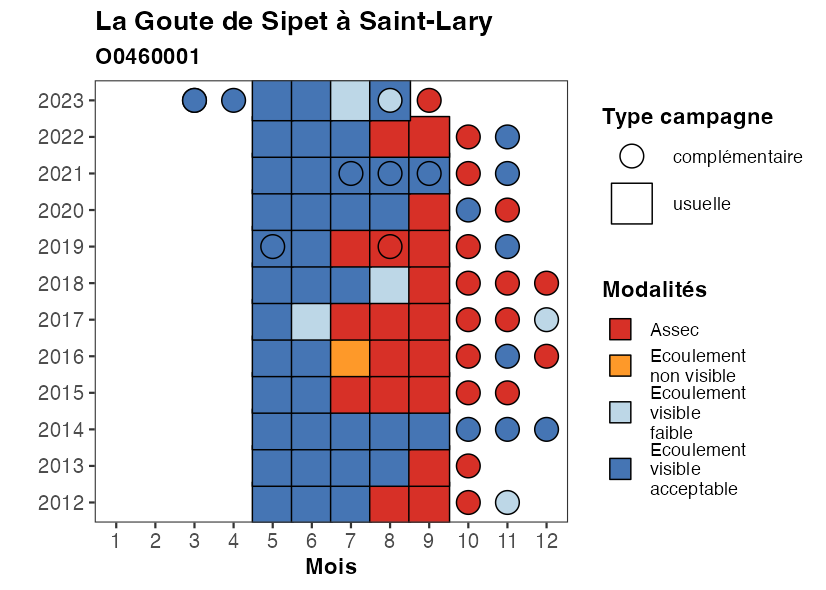 La Goute de Sipet à Saint-Lary
O0460001
2023
2022
2021
2020
2019
2018
2017
2016
2015
2014
2013
2012
1 2 3 4 5 6 7 8 9 10 11 12
Mois
Type campagne
complémentaire
usuelle
Modalités
Assec
Ecoulement
non visible
Ecoulement
visible
faible
Ecoulement
visible
acceptable